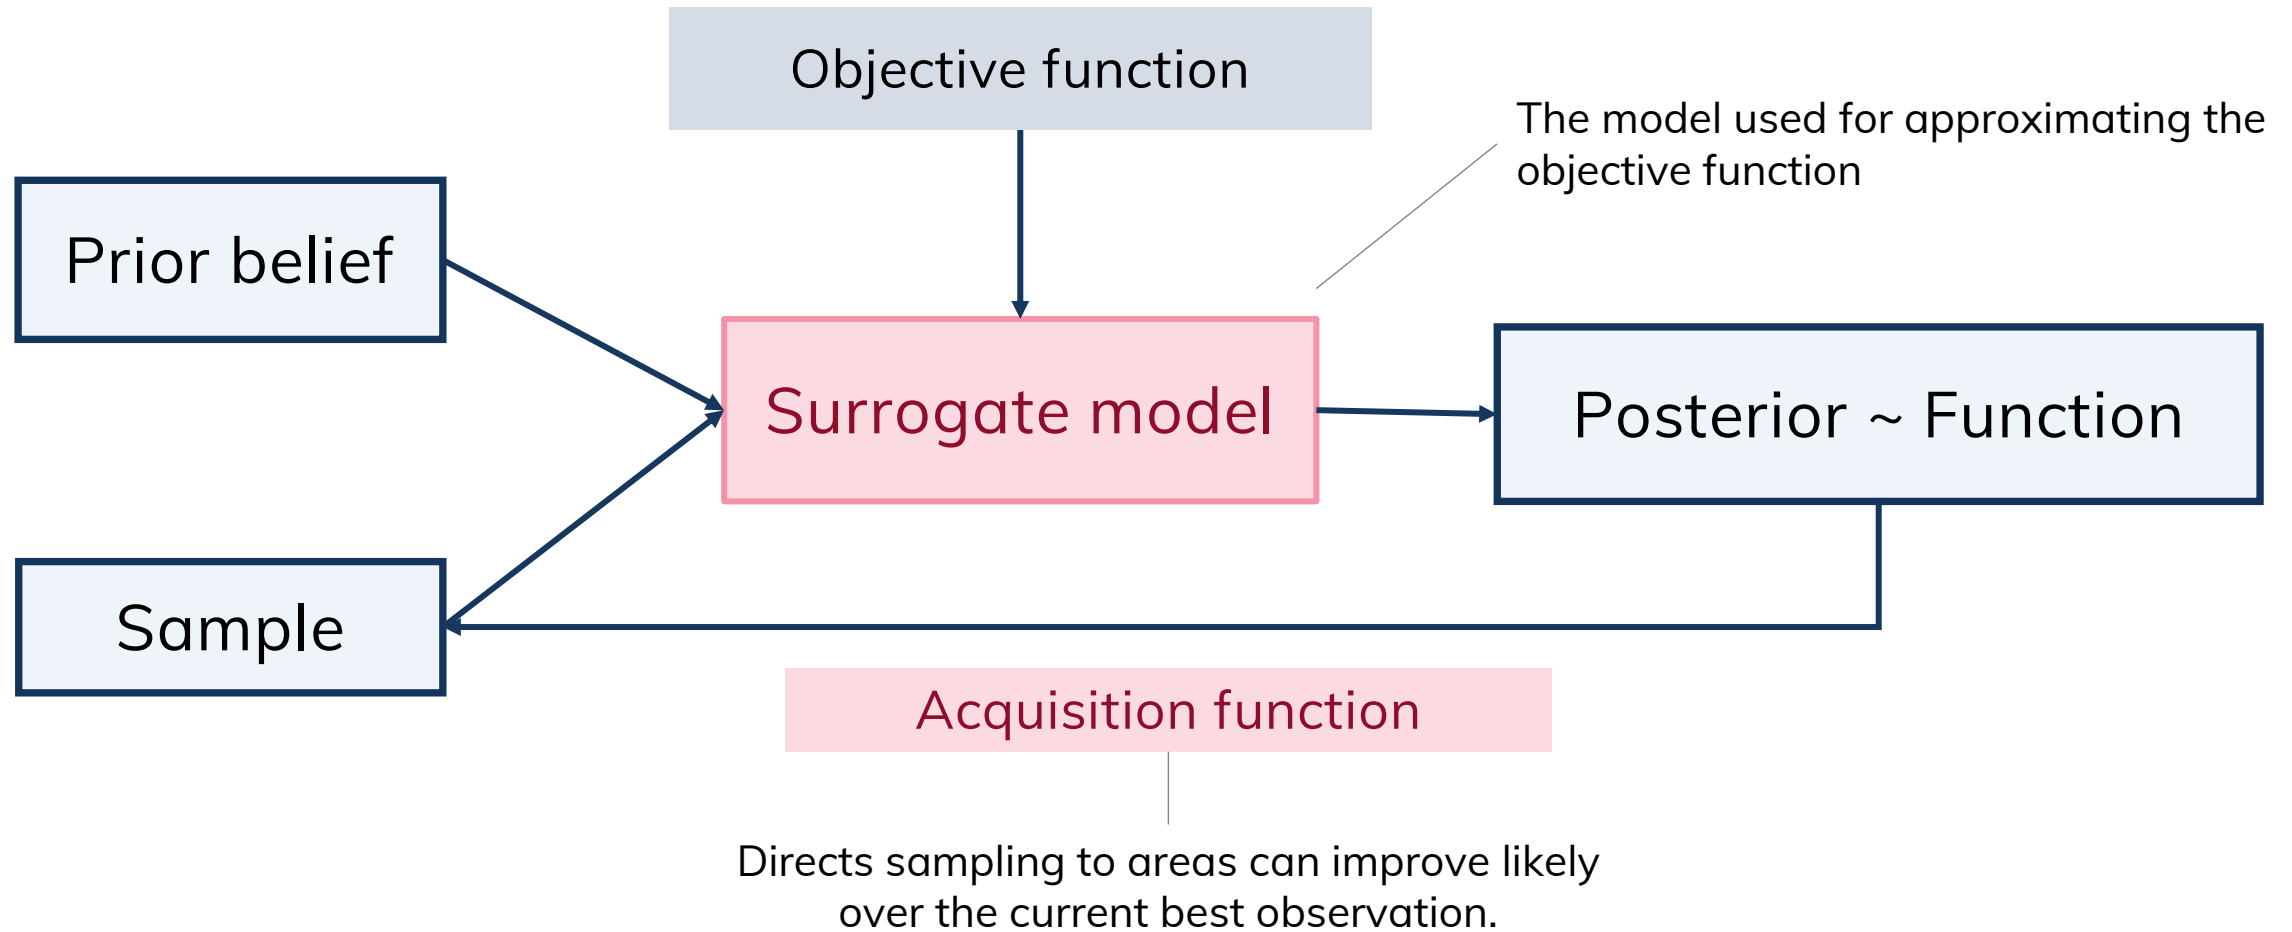 Objective function
The model used for approximating the
objective function
Prior belief
Surrogate model
Posterior ~ Function
Sample
Acquisition function
Directs sampling to areas can improve likely
over the current best observation.